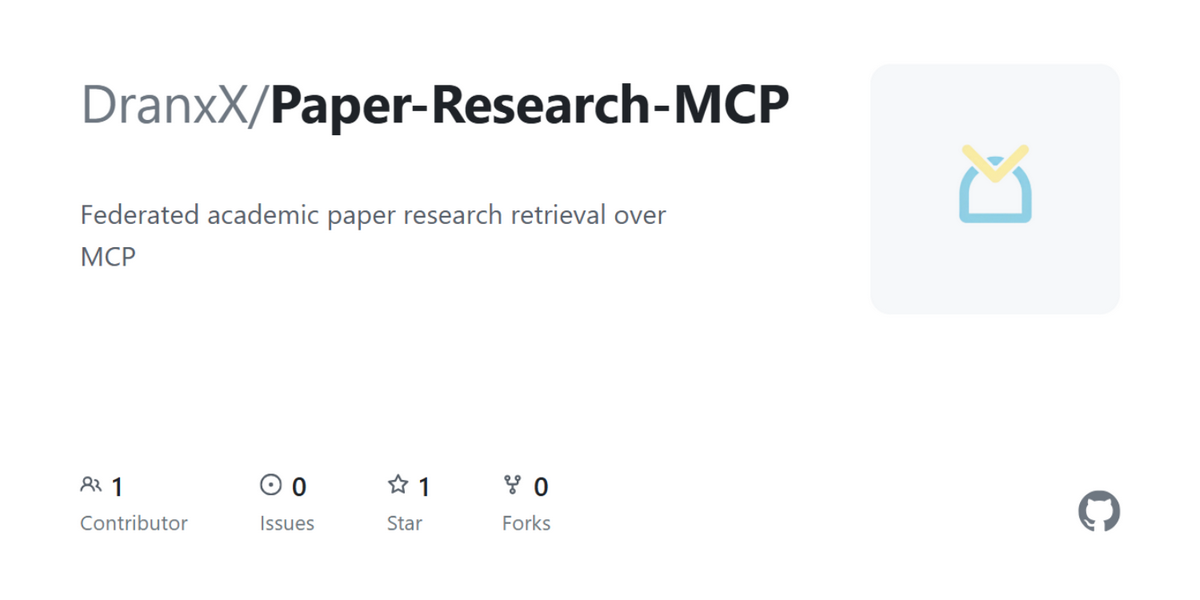 DranxX/Paper-Research-MCP
Federated academic paper research retrieval over
MCP
1 0 1 0
Contributor Issues Star Forks